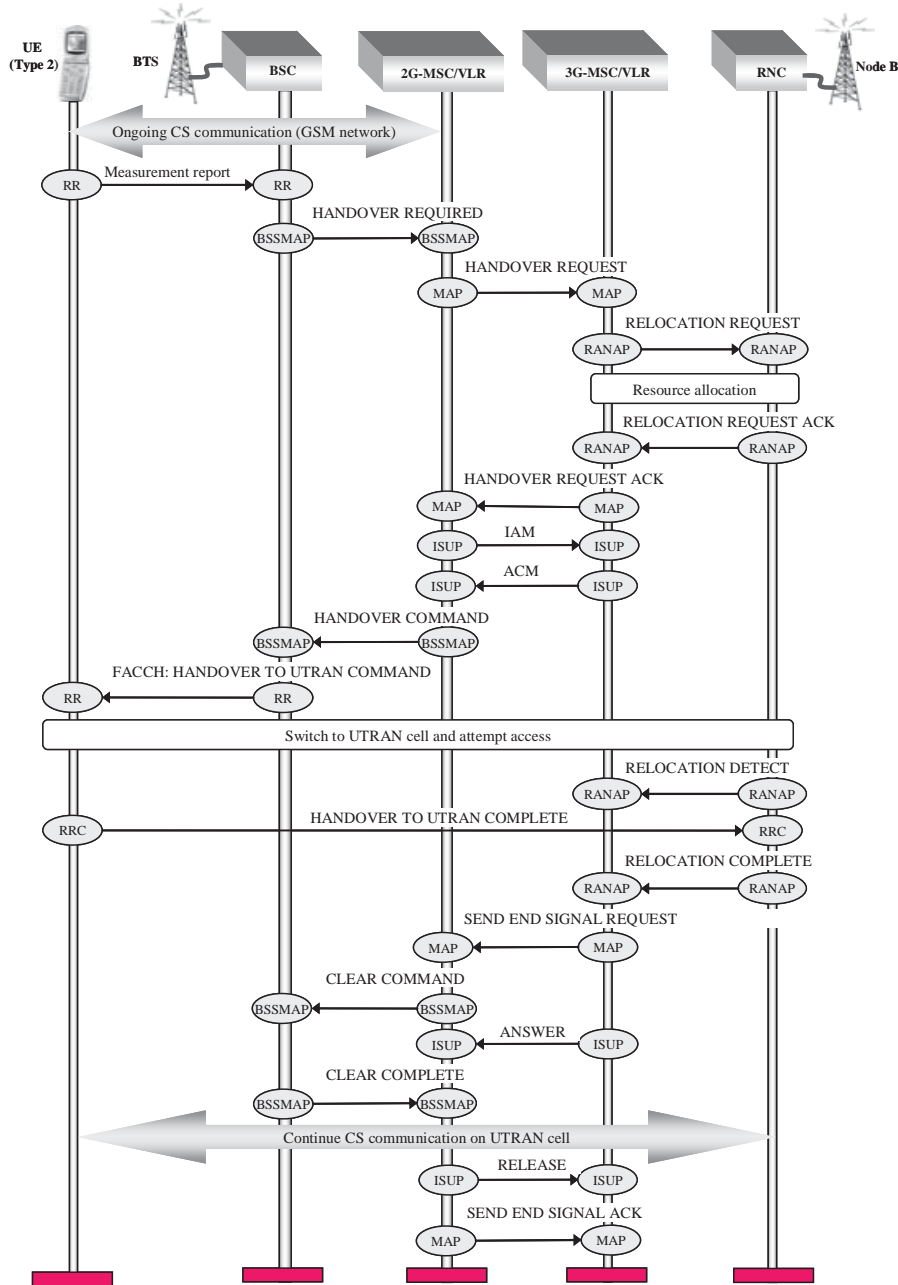 UE
(Type 2)
BTS
BSC
2G-MSC/VLR
3G-MSC/VLR
RNC
Node B
Ongoing CS communication (GSM network)
Measurement report
RR RR
HANDOVER REQUIRED
BSSMAP BSSMAP
HANDOVER REQUEST
MAP MAP
RELOCATION REQUEST
RANAP RANAP
Resource allocation
RELOCATION REQUEST ACK
RANAP RANAP
HANDOVER REQUEST ACK
MAP MAP
IAM
ISUP ISUP
ACM
ISUP ISUP
HANDOVER COMMAND
BSSMAP BSSMAP
FACCH: HANDOVER TO UTRAN COMMAND
RR RR
Switch to UTRAN cell and attempt access
RELOCATION DETECT
RANAP RANAP
HANDOVER TO UTRAN COMPLETE
RRC RRC
RELOCATION COMPLETE
RANAP RANAP
SEND END SIGNAL REQUEST
MAP MAP
CLEAR COMMAND
BSSMAP BSSMAP
ANSWER
ISUP ISUP
CLEAR COMPLETE
BSSMAP BSSMAP
Continue CS communication on UTRAN cell
RELEASE
ISUP ISUP
SEND END SIGNAL ACK
MAP MAP